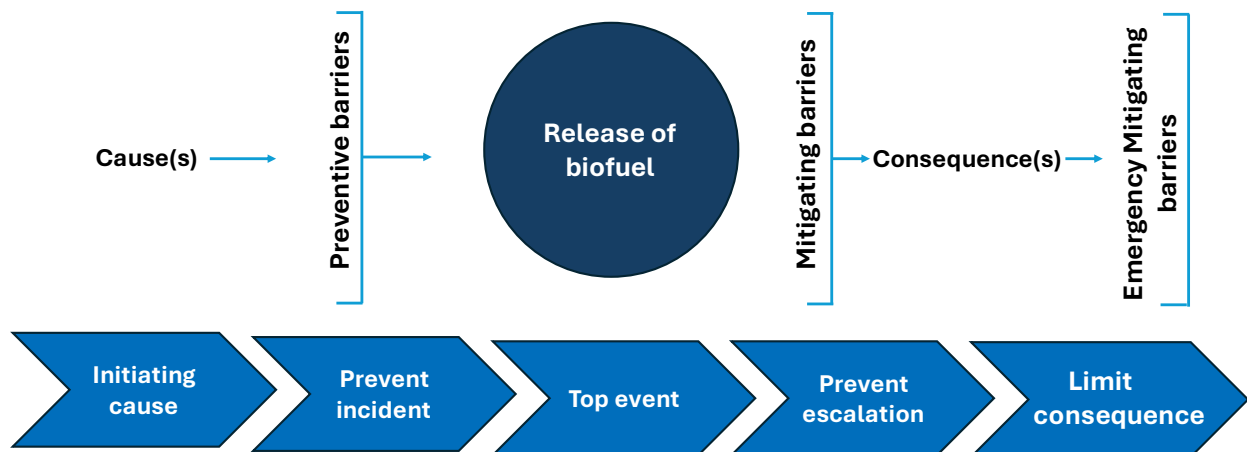 Cause(s)
Preventive barriers
Release of
biofuel
Mitigating barriers
Consequence(s)
Emergency Mitigating
barriers
Initiating
cause
Prevent
incident
Top event
Prevent
escalation
Limit
consequence